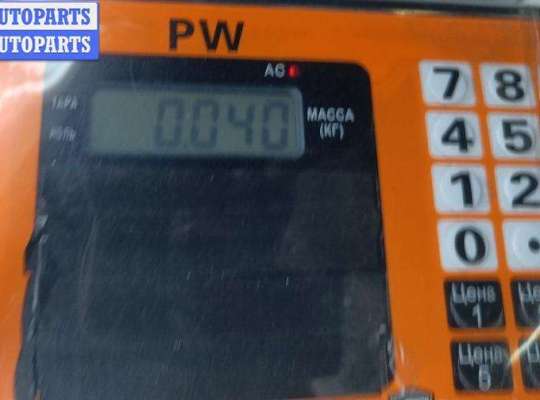 AUTOPARTS
AUTOPARTS
PW
AC
ТАРА
0.040
МАССА
(КГ)
НОЛЬ
7 8
4 5
1 2
0 .
Цена
1
Цена
5